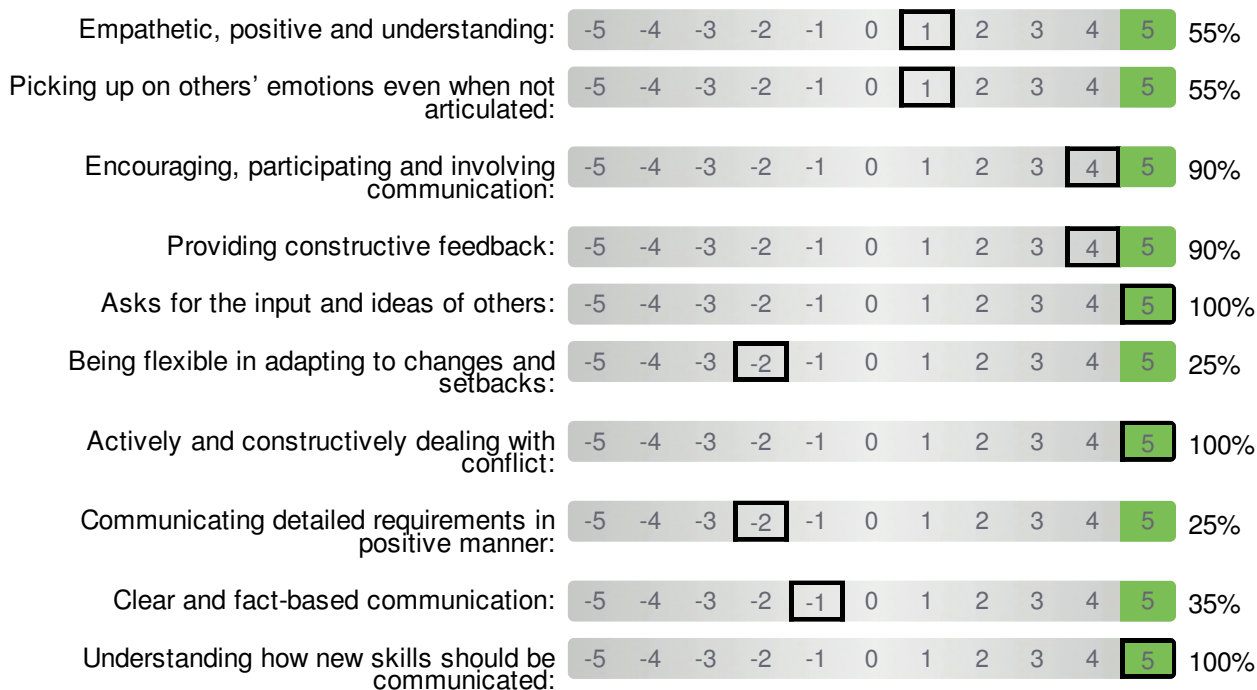 Empathetic, positive and understanding: -5 -4 -3 -2 -1 0 1 2 3 4 5 55%
Picking up on others’ emotions even when not
articulated: -5 -4 -3 -2 -1 0 1 2 3 4 5 55%
Encouraging, participating and involving
communication: -5 -4 -3 -2 -1 0 1 2 3 4 5 90%
Providing constructive feedback: -5 -4 -3 -2 -1 0 1 2 3 4 5 90%
Asks for the input and ideas of others: -5 -4 -3 -2 -1 0 1 2 3 4 5 100%
Being flexible in adapting to changes and
setbacks: -5 -4 -3 -2 -1 0 1 2 3 4 5 25%
Actively and constructively dealing with
conflict: -5 -4 -3 -2 -1 0 1 2 3 4 5 100%
Communicating detailed requirements in
positive manner: -5 -4 -3 -2 -1 0 1 2 3 4 5 25%
Clear and fact-based communication: -5 -4 -3 -2 -1 0 1 2 3 4 5 35%
Understanding how new skills should be
communicated: -5 -4 -3 -2 -1 0 1 2 3 4 5 100%